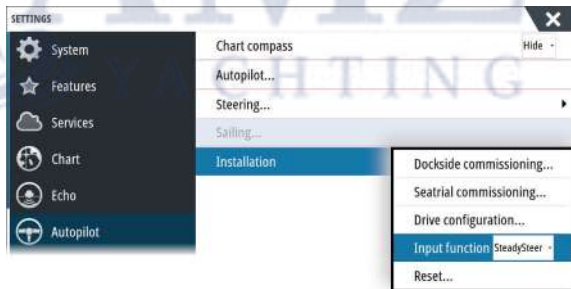 SETTINGS
System
Features
Services
Chart
Echo
Autopilot
Chart compass Hide
Autopilot...
Steering...
Sailing...
Installation
Dockside commissioning...
Seatrial commissioning...
Drive configuration...
Input function SteadySteer
Reset...
YACHTING